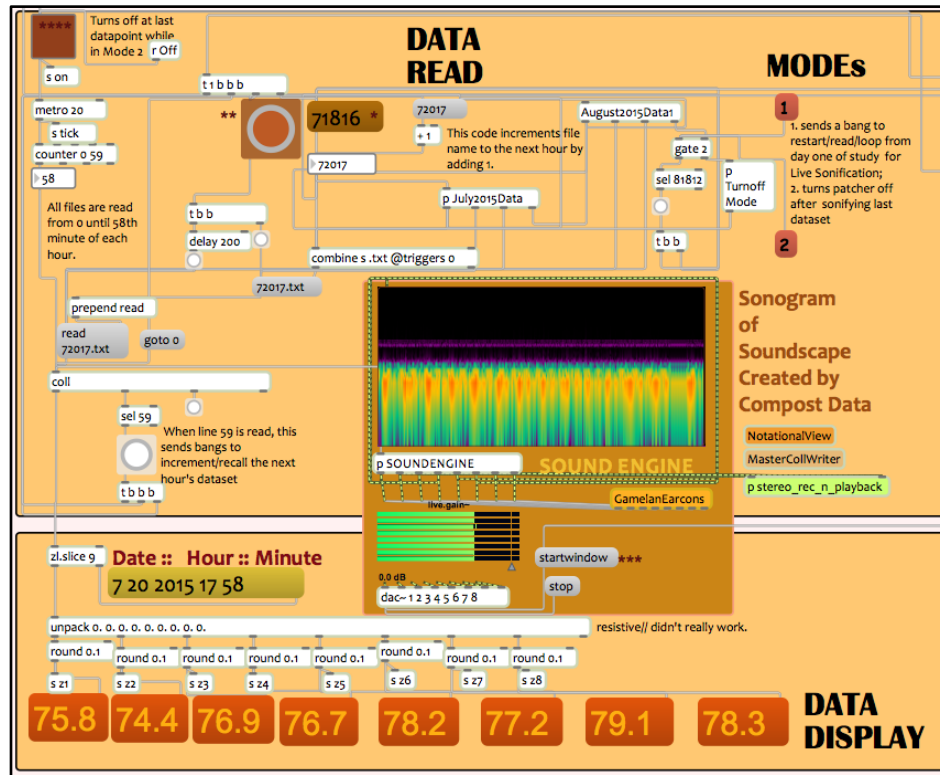 ****
Turns off at last
datapoint while
in Mode 2
r Off
s on
DATA
READ
MODEs
t 1 b b b
metro 20
s tick
counter 0 59
58
**
71816 *
72017
+ 1
72017
This code increments file
name to the next hour by
adding 1.
August2015Data1
gate 2
sel 81812
p
Turnoff
Mode
t b b
1
1. sends a bang to
restart/read/loop from
day one of study for
Live Sonification;
2. turns patcher off
after sonifying last
dataset
2
All files are read
from 0 until 58th
minute of each
hour.
t b b
delay 200
p July2015Data
combine s .txt @triggers 0
72017.txt
prepend read
read
72017.txt
goto 0
coll
sel 59
When line 59 is read, this
sends bangs to
increment/recall the next
hour's dataset
t b b b
Sonogram
of
Soundscape
Created by
Compost Data
NotationalView
MasterCollWriter
p stereo_rec_n_playback
p SOUNDENGINE
SOUND ENGINE
GamelanEarcons
live.gain~
0.0 dB
startwindow
***
stop
dac~ 1 2 3 4 5 6 7 8
zl.slice 9
Date :: Hour :: Minute
7 20 2015 17 58
unpack 0. 0. 0. 0. 0. 0. 0. 0. 0.
resistive// didn't really work.
round 0.1 round 0.1 round 0.1 round 0.1 round 0.1 round 0.1 round 0.1 round 0.1
s z1 s z2 s z3 s z4 s z5 s z6 s z7 s z8
75.8 74.4 76.9 76.7 78.2 77.2 79.1 78.3
DATA
DISPLAY